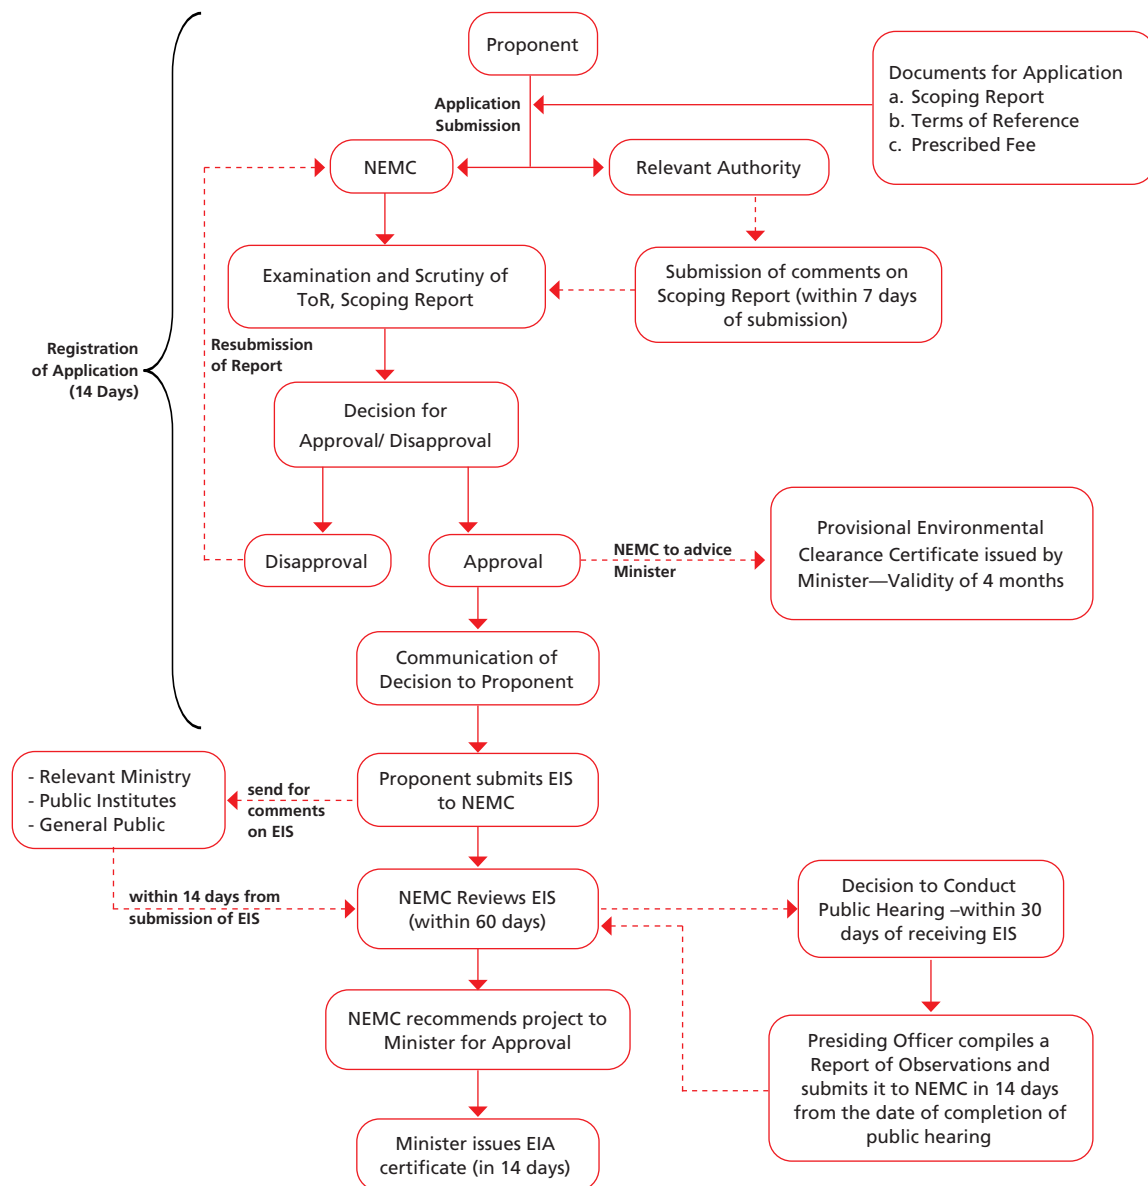 Proponent
Documents for Application
a. Scoping Report
b. Terms of Reference
c. Prescribed Fee
Application
Submission
NEMC
Relevant Authority
Examination and Scrutiny of
ToR, Scoping Report
Submission of comments on
Scoping Report (within 7 days
of submission)
Registration
of Application
(14 Days)
Resubmission
of Report
Decision for
Approval/ Disapproval
Disapproval
Approval
NEMC to advice
Minister
Provisional Environmental
Clearance Certificate issued by
Minister—Validity of 4 months
Communication of
Decision to Proponent
- Relevant Ministry
- Public Institutes
- General Public
send for
comments
on EIS
Proponent submits EIS
to NEMC
within 14 days from
submission of EIS
NEMC Reviews EIS
(within 60 days)
Decision to Conduct
Public Hearing –within 30
days of receiving EIS
NEMC recommends project to
Minister for Approval
Presiding Officer compiles a
Report of Observations and
submits it to NEMC in 14 days
from the date of completion of
public hearing
Minister issues EIA
certificate (in 14 days)